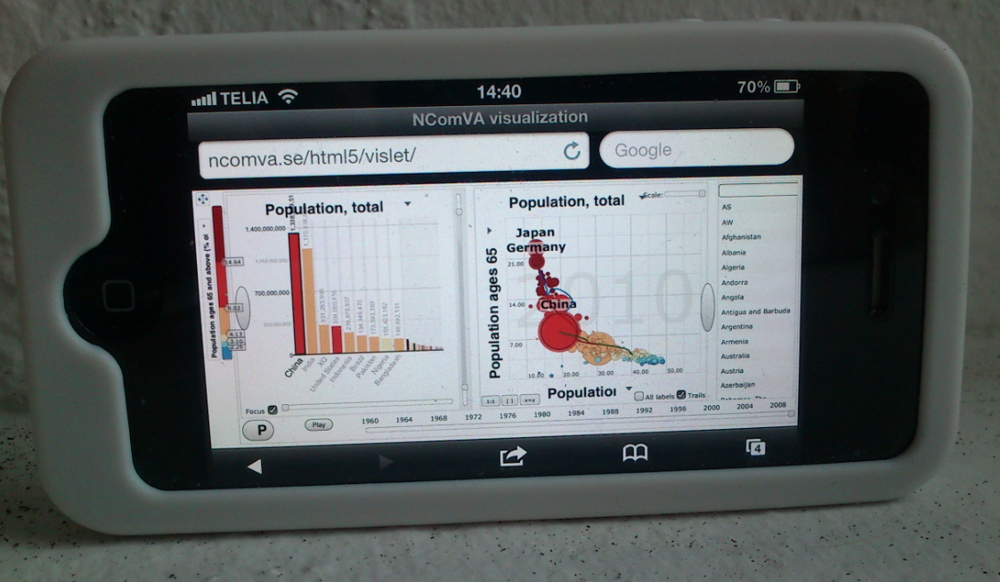 TELIA
14:40
70%
NComVA visualization
ncomva.se/html5/vislet/
Google
Population ages 65 and above (% of
14.64
8.02
4.13
3.10
2.26
Population, total
1,400,000,000
700,000,000
0
China
India
XQ
United States
Indonesia
Brazil
Pakistan
Nigeria
Bangladesh
Focus
P
Play
Population, total
Scale:
Population ages 65
2010
Japan
Germany
China
21.00
14.00
7.00
20.00
30.00
40.00
50.00
1:1
[ ]
x=y
All labels
Trails
1960 1964 1968 1972 1976 1980 1984 1988 1992 1996 2000 2004 2008
AS
AW
Afghanistan
Albania
Algeria
Andorra
Angola
Antigua and Barbuda
Argentina
Armenia
Australia
Austria
Azerbaijan
4